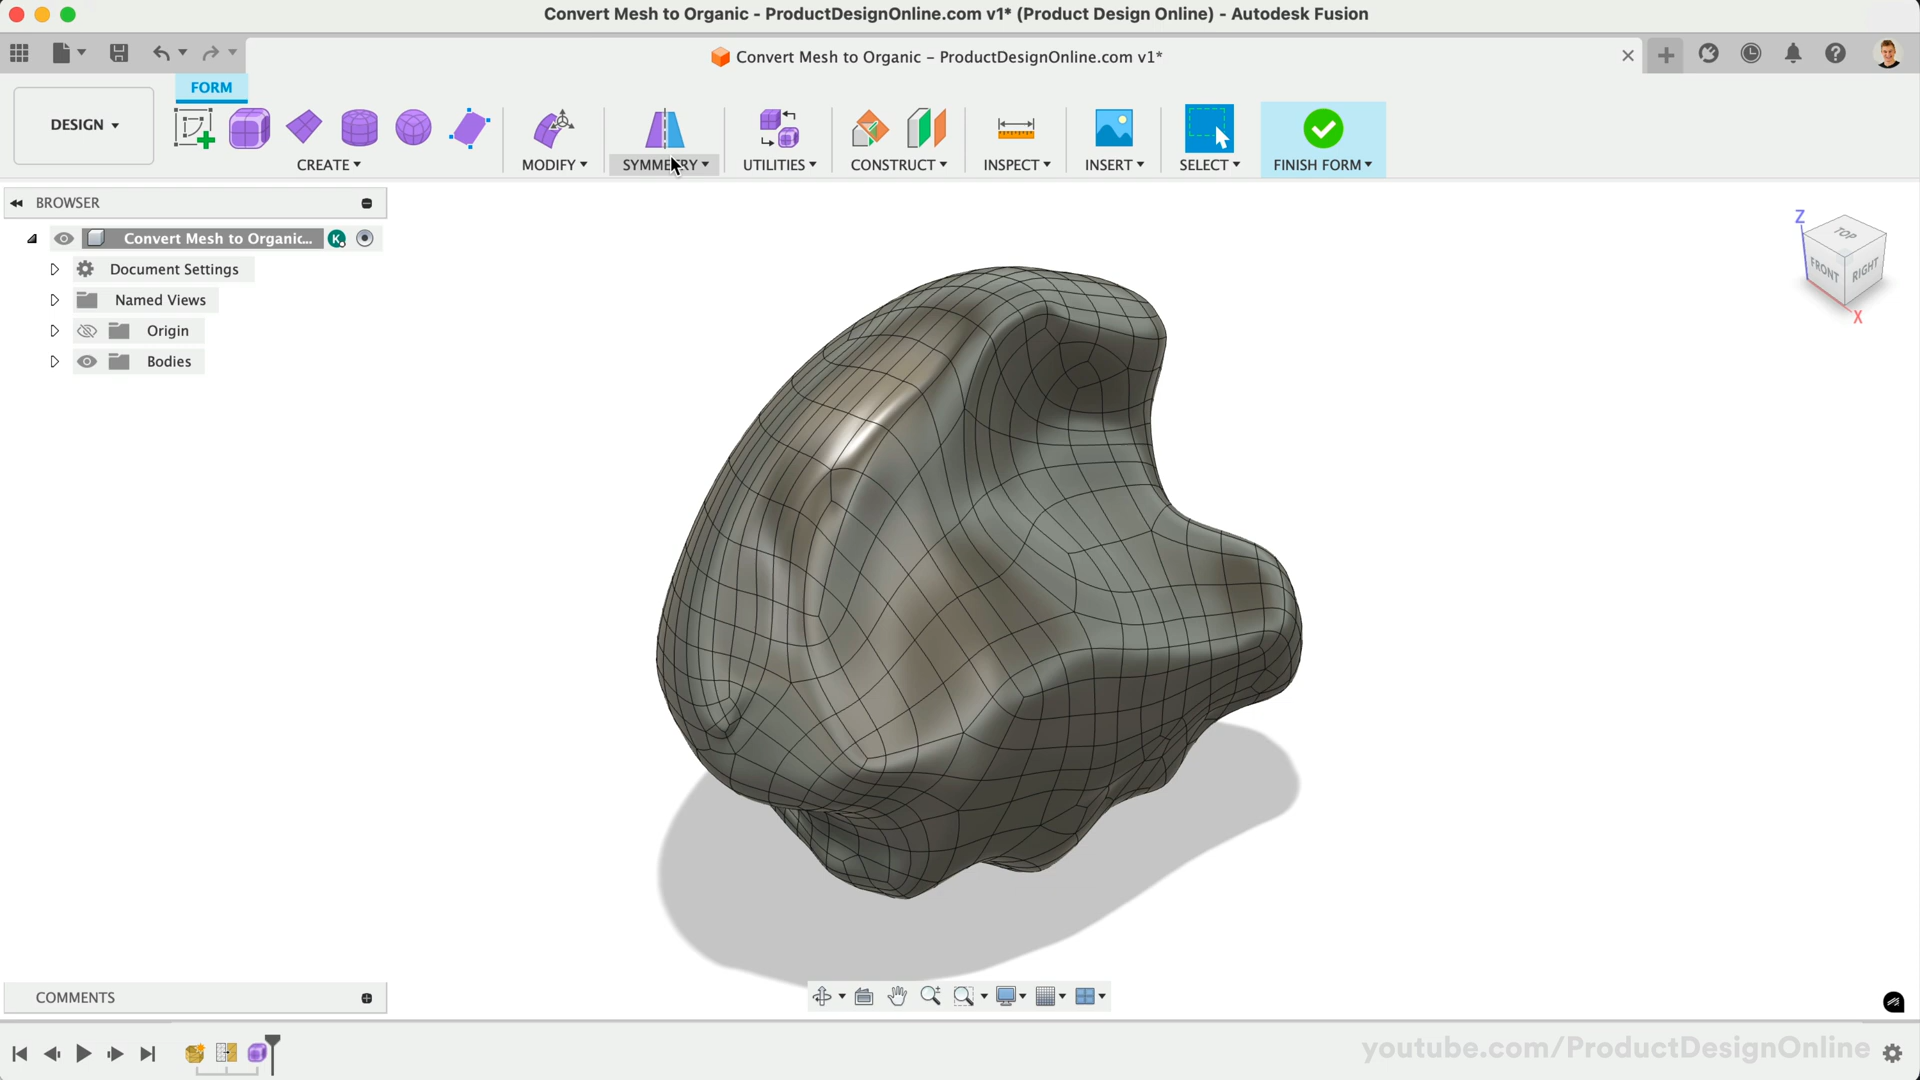 Convert Mesh to Organic - ProductDesignOnline.com v1* (Product Design Online) - Autodesk Fusion
Convert Mesh to Organic – ProductDesignOnline.com v1*
FORM
DESIGN
CREATE
MODIFY
SYMMETRY
UTILITIES
CONSTRUCT
INSPECT
INSERT
SELECT
FINISH FORM
BROWSER
Convert Mesh to Organic...
K
Document Settings
Named Views
Origin
Bodies
Z
TOP
FRONT
RIGHT
X
COMMENTS
youtube.com/ProductDesignOnline